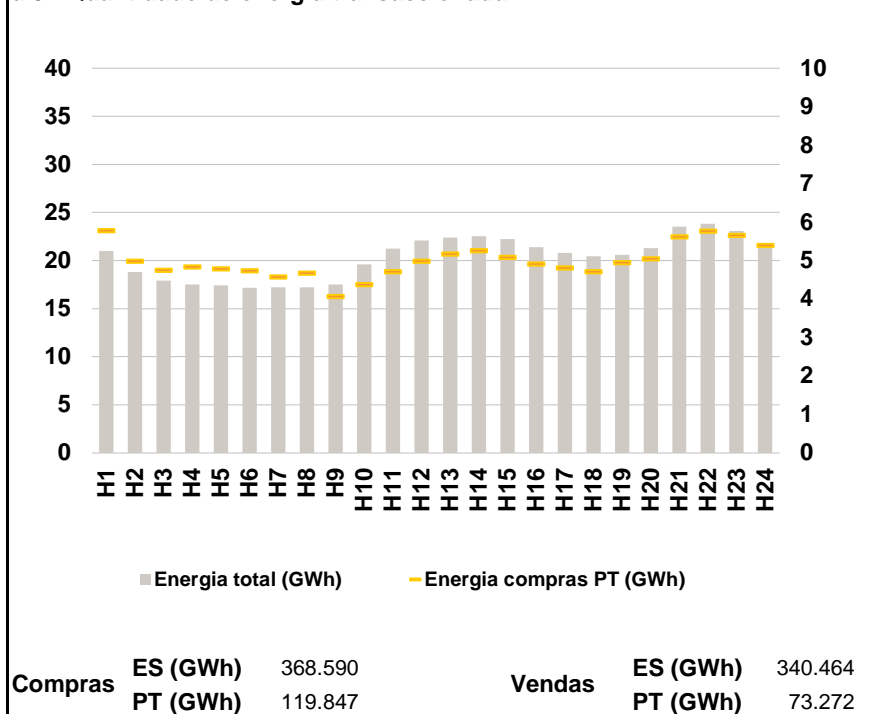 40 10
35 9
30 8
25 7
20 6
15 5
10 4
5 3
0 2
1
0
H1 H2 H3 H4 H5 H6 H7 H8 H9 H10 H11 H12 H13 H14 H15 H16 H17 H18 H19 H20 H21 H22 H23 H24
Energia total (GWh) Energia compras PT (GWh)
Compras ES (GWh) 368.590 Vendas ES (GWh) 340.464
PT (GWh) 119.847 PT (GWh) 73.272